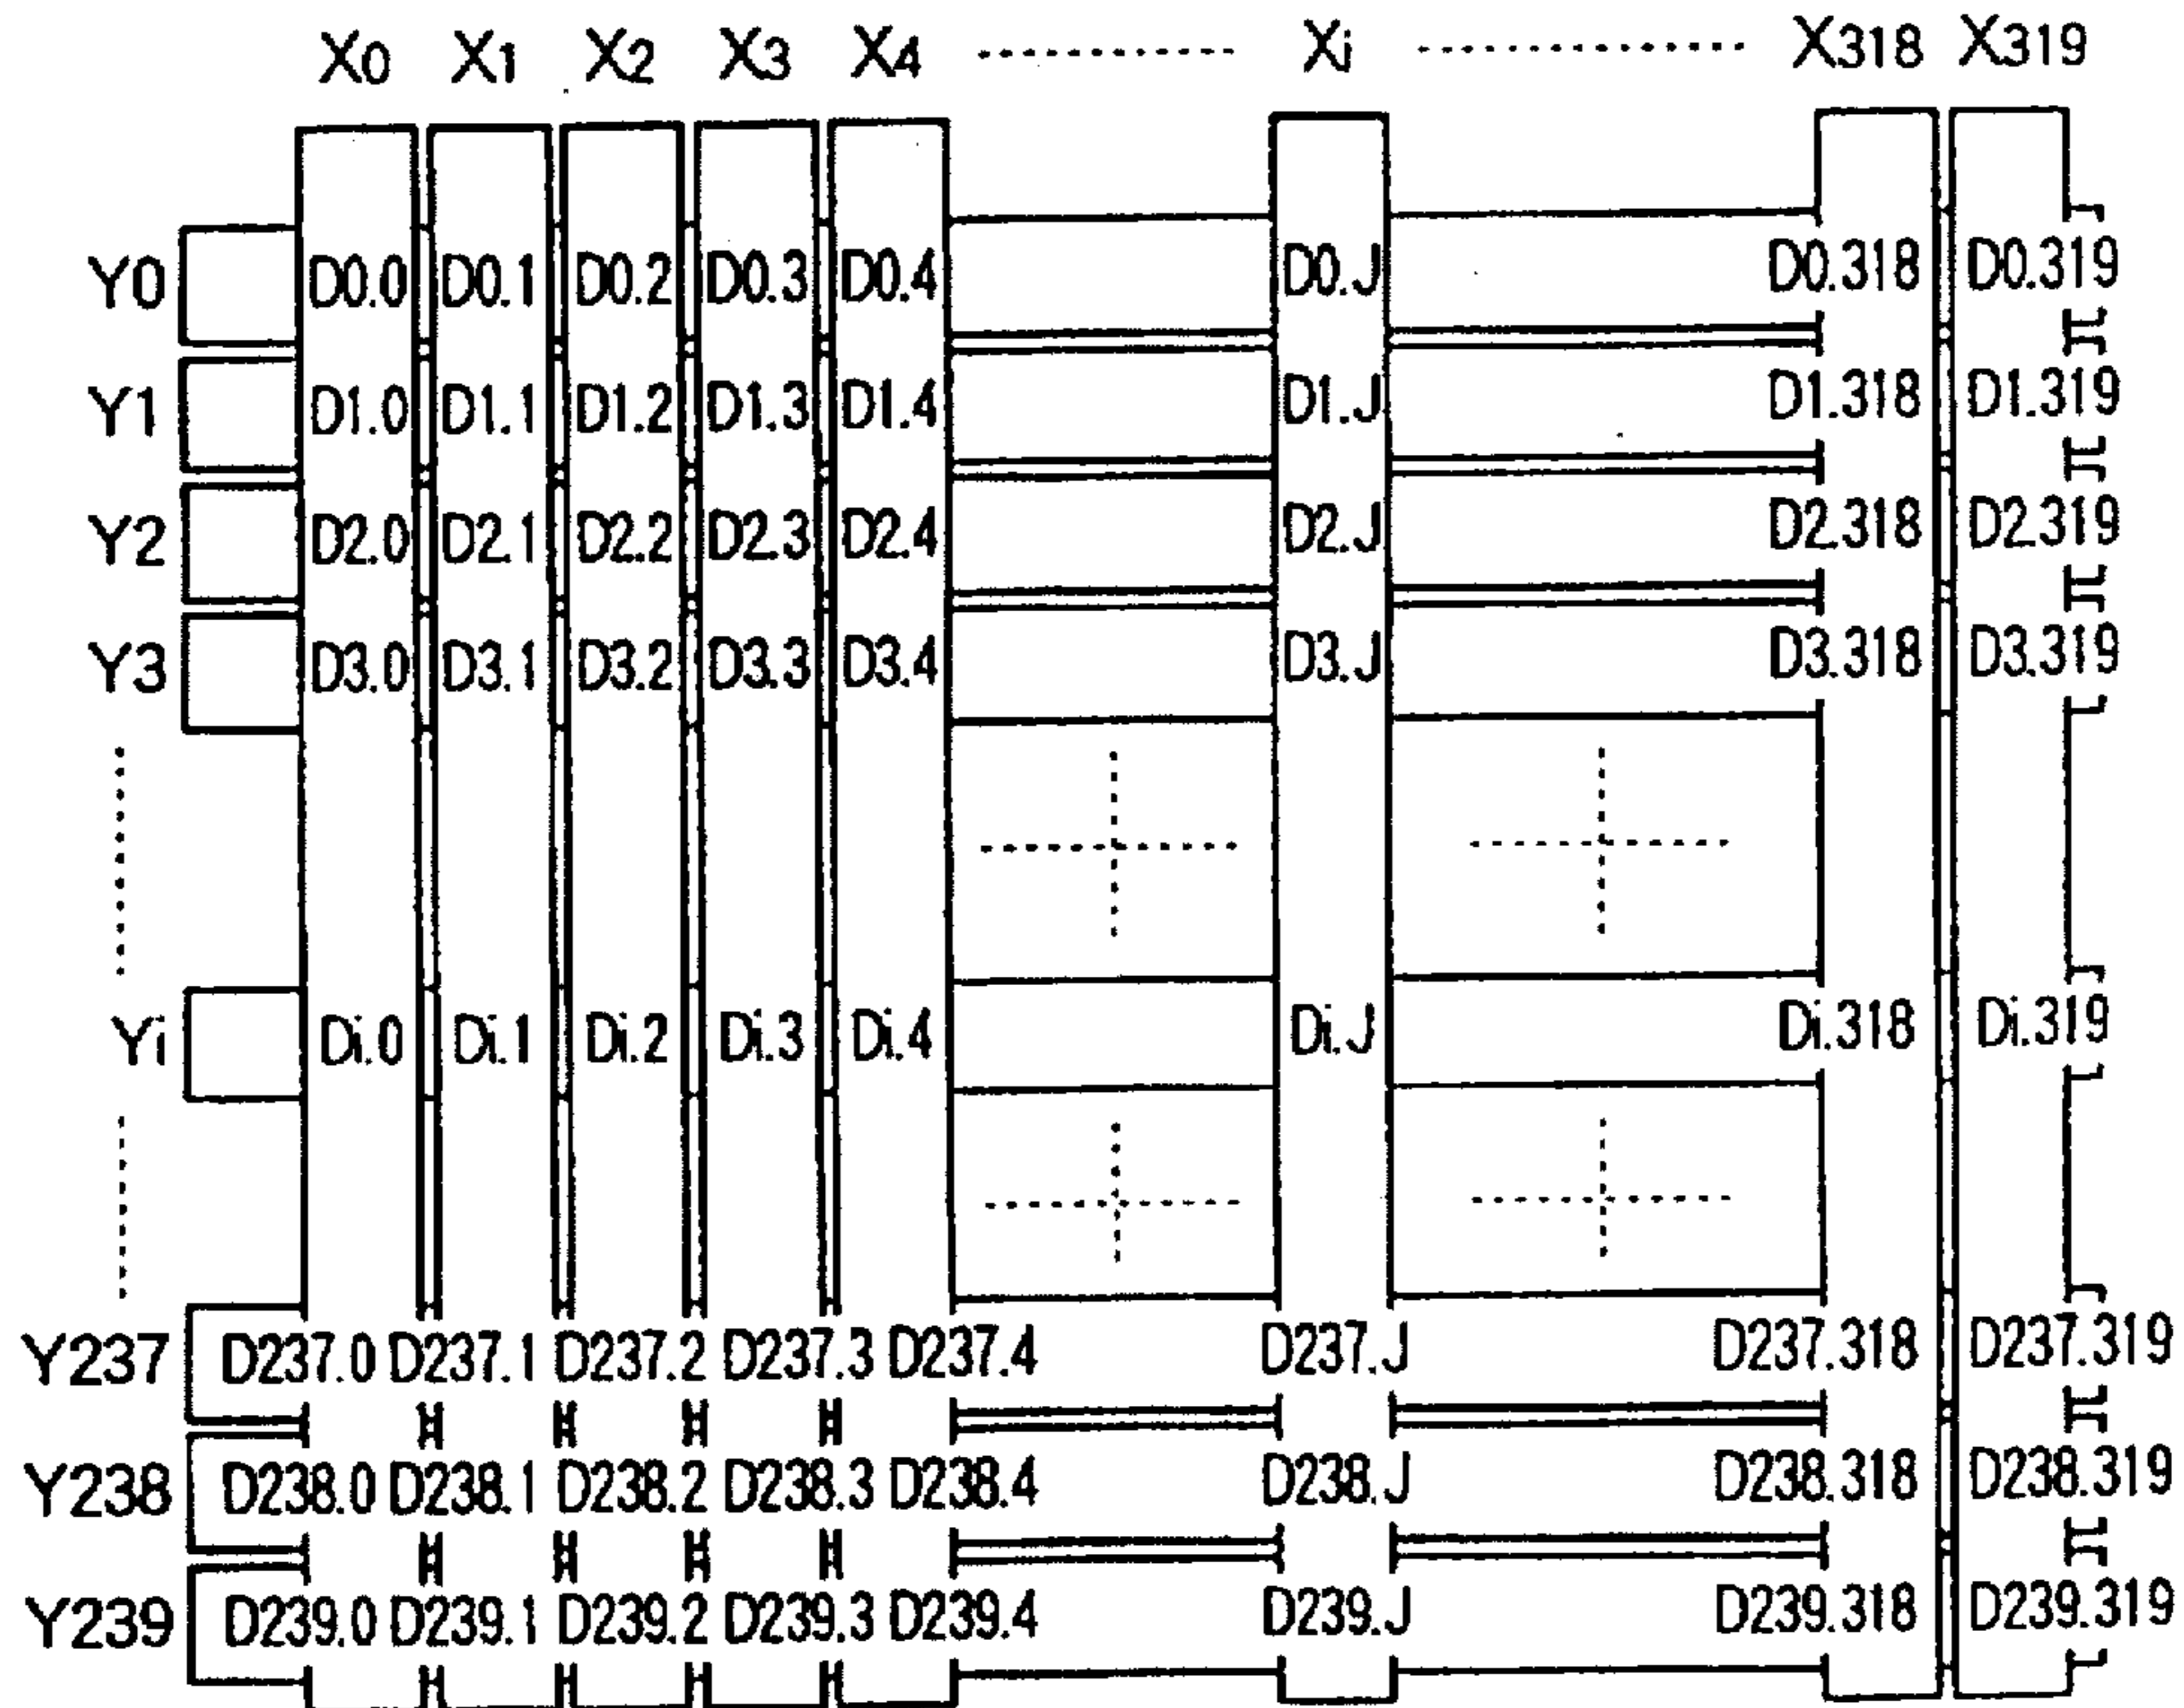 X0 X1 X2 X3 X4 Xj X318 X319
Y0 D0.0 D0.1 D0.2 D0.3 D0.4 D0.J D0.318 D0.319
Y1 D1.0 D1.1 D1.2 D1.3 D1.4 D1.J D1.318 D1.319
Y2 D2.0 D2.1 D2.2 D2.3 D2.4 D2.J D2.318 D2.319
Y3 D3.0 D3.1 D3.2 D3.3 D3.4 D3.J D3.318 D3.319
Yi Di.0 Di.1 Di.2 Di.3 Di.4 Di.J Di.318 Di.319
Y237 D237.0 D237.1 D237.2 D237.3 D237.4 D237.J D237.318 D237.319
Y238 D238.0 D238.1 D238.2 D238.3 D238.4 D238.J D238.318 D238.319
Y239 D239.0 D239.1 D239.2 D239.3 D239.4 D239.J D239.318 D239.319